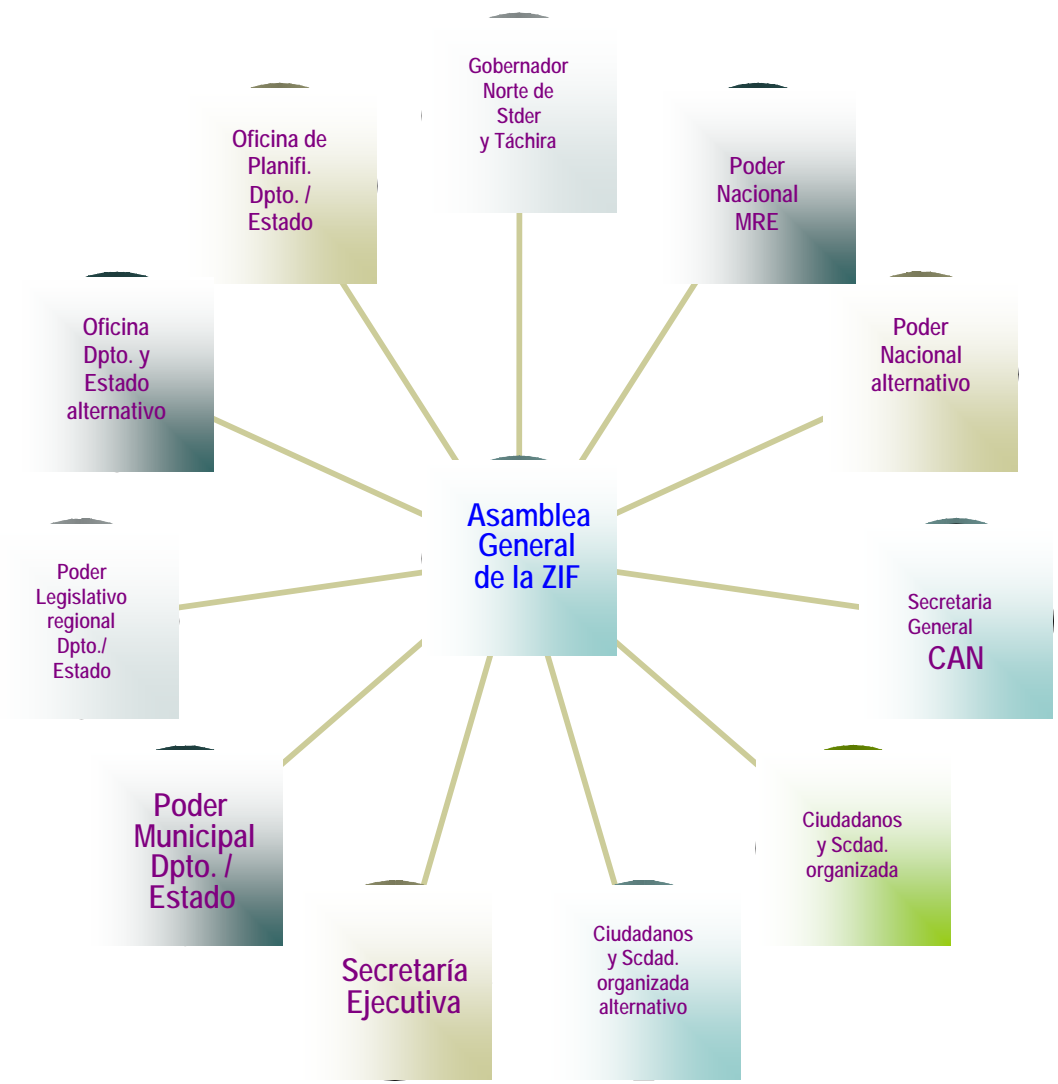 Gobernador
Norte de
Stder
y Táchira
Poder
Nacional
MRE
Poder
Nacional
alternativo
Secretaria
General
CAN
Ciudadanos
y Scdad.
organizada
Ciudadanos
y Scdad.
organizada
alternativo
Secretaría
Ejecutiva
Poder
Municipal
Dpto. /
Estado
Poder
Legislativo
regional
Dpto./
Estado
Oficina
Dpto. y
Estado
alternativo
Oficina de
Planifi.
Dpto. /
Estado
Asamblea
General
de la ZIF